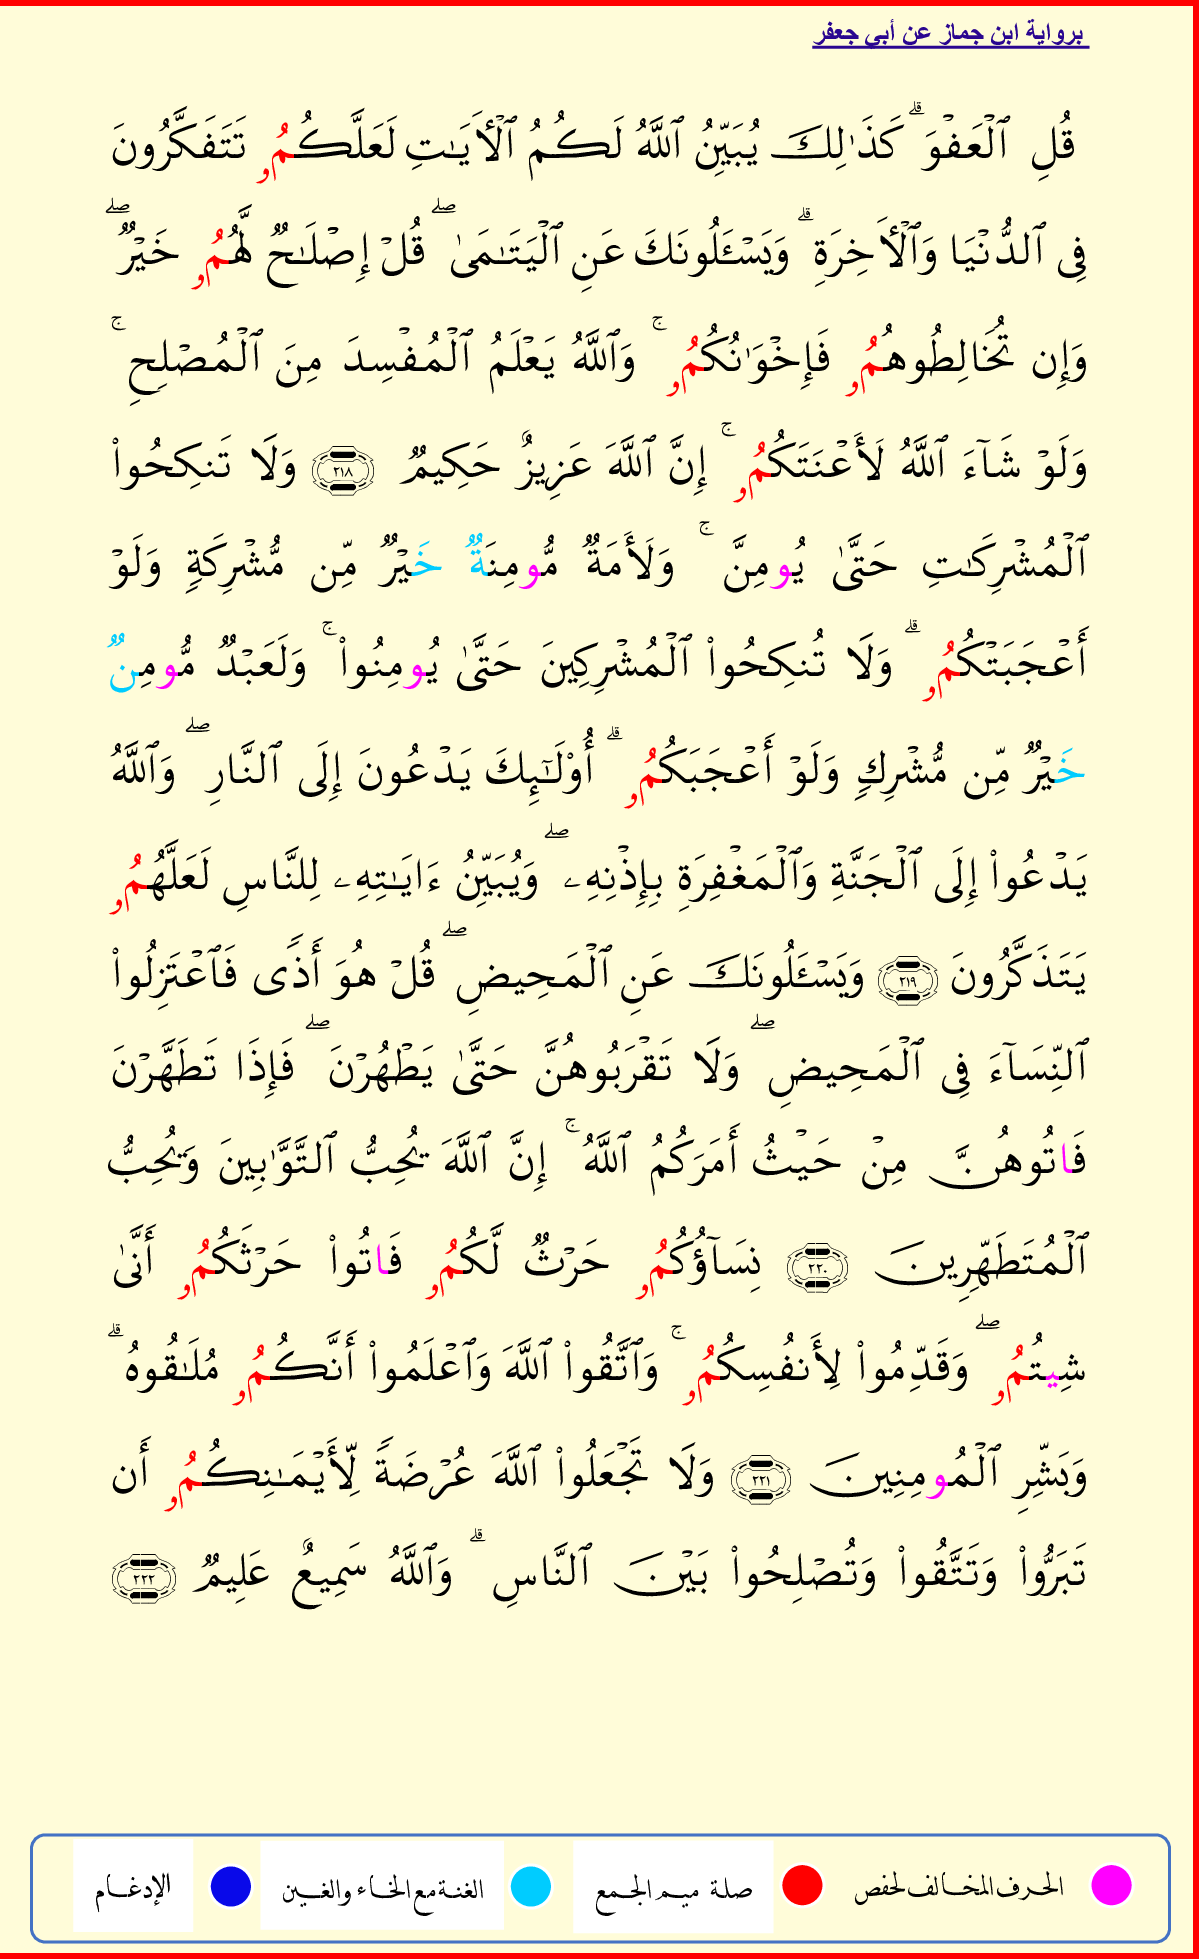 برواية ابن جماز عن أبي جعفر
قُلِ ٱلۡعَفۡوَۗ كَذَٰلِكَ يُبَيِّنُ ٱللَّهُ لَكُمُ ٱلۡأٓيَٰتِ لَعَلَّكُمُۥ تَتَفَكَّرُونَ
فِي ٱلدُّنۡيَا وَٱلۡأٓخِرَةِۗ وَيَسۡـَٔلُونَكَ عَنِ ٱلۡيَتَٰمَىٰۖ قُلۡ إِصۡلَٰحٞ لَّهُمُۥ خَيۡرٞۖ
وَإِن تُخَالِطُوهُمُۥ فَإِخۡوَٰنُكُمُۥۚ وَٱللَّهُ يَعۡلَمُ ٱلۡمُفۡسِدَ مِنَ ٱلۡمُصۡلِحِۚ
وَلَوۡ شَآءَ ٱللَّهُ لَأَعۡنَتَكُمُۥۚ إِنَّ ٱللَّهَ عَزِيزٌ حَكِيمٞ ٢١٨ وَلَا تَنكِحُواْ
ٱلۡمُشۡرِكَٰتِ حَتَّىٰ يُومِنَّۚ وَلَأَمَةٞ مُّومِنَةٞ خَيۡرٞ مِّن مُّشۡرِكَةٖ وَلَوۡ
أَعۡجَبَتۡكُمُۥۗ وَلَا تُنكِحُواْ ٱلۡمُشۡرِكِينَ حَتَّىٰ يُومِنُواْۚ وَلَعَبۡدٞ مُّومِنٞ
خَيۡرٞ مِّن مُّشۡرِكٖ وَلَوۡ أَعۡجَبَكُمُۥۗ أُوْلَٰٓئِكَ يَدۡعُونَ إِلَى ٱلنَّارِۖ وَٱللَّهُ
يَدۡعُواْ إِلَى ٱلۡجَنَّةِ وَٱلۡمَغۡفِرَةِ بِإِذۡنِهِۦۖ وَيُبَيِّنُ ءَايَٰتِهِۦ لِلنَّاسِ لَعَلَّهُمُۥ
يَتَذَكَّرُونَ ٢١٩ وَيَسۡـَٔلُونَكَ عَنِ ٱلۡمَحِيضِۖ قُلۡ هُوَ أَذٗى فَٱعۡتَزِلُواْ
ٱلنِّسَآءَ فِي ٱلۡمَحِيضِۖ وَلَا تَقۡرَبُوهُنَّ حَتَّىٰ يَطۡهُرۡنَۖ فَإِذَا تَطَهَّرۡنَ
فَاتُوهُنَّ مِنۡ حَيۡثُ أَمَرَكُمُ ٱللَّهُۚ إِنَّ ٱللَّهَ يُحِبُّ ٱلتَّوَّٰبِينَ وَيُحِبُّ
ٱلۡمُتَطَهِّرِينَ ٢٢٠ نِسَآؤُكُمُۥ حَرۡثٞ لَّكُمُۥ فَاتُواْ حَرۡثَكُمُۥ أَنَّىٰ
شِيتُمُۥۖ وَقَدِّمُواْ لِأَنفُسِكُمُۥۚ وَٱتَّقُواْ ٱللَّهَ وَٱعۡلَمُواْ أَنَّكُمُۥ مُلَٰقُوهُۗ
وَبَشِّرِ ٱلۡمُومِنِينَ ٢٢١ وَلَا تَجۡعَلُواْ ٱللَّهَ عُرۡضَةٗ لِّأَيۡمَٰنِكُمُۥ أَن
تَبَرُّواْ وَتَتَّقُواْ وَتُصۡلِحُواْ بَيۡنَ ٱلنَّاسِۗ وَٱللَّهُ سَمِيعٌ عَلِيمٞ ٢٢٢
الحرف المخالف لحفص صلة ميم الجمع الغنة مع الخاء والغين الإدغام